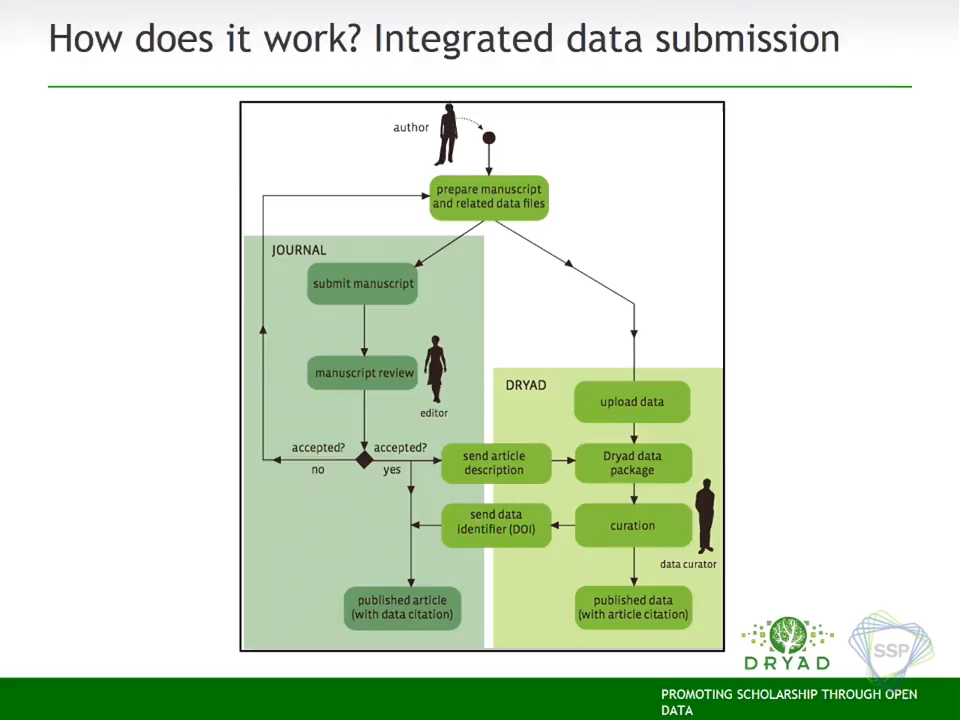 How does it work? Integrated data submission
author
prepare manuscript
and related data files
JOURNAL
submit manuscript
manuscript review
editor
accepted?
no
accepted?
yes
DRYAD
upload data
send article
description
Dryad data
package
send data
identifier (DOI)
curation
data curator
published article
(with data citation)
published data
(with article citation)
DRYAD
SSP
PROMOTING SCHOLARSHIP THROUGH OPEN
DATA